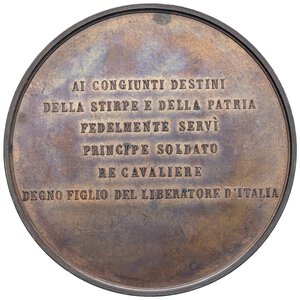 AI CONGIUNTI DESTINI
DELLA STIRPE E DELLA PATRIA
FEDELMENTE SERVÌ
PRINCIPE SOLDATO
RE CAVALIERE
DEGNO FIGLIO DEL LIBERATORE D'ITALIA